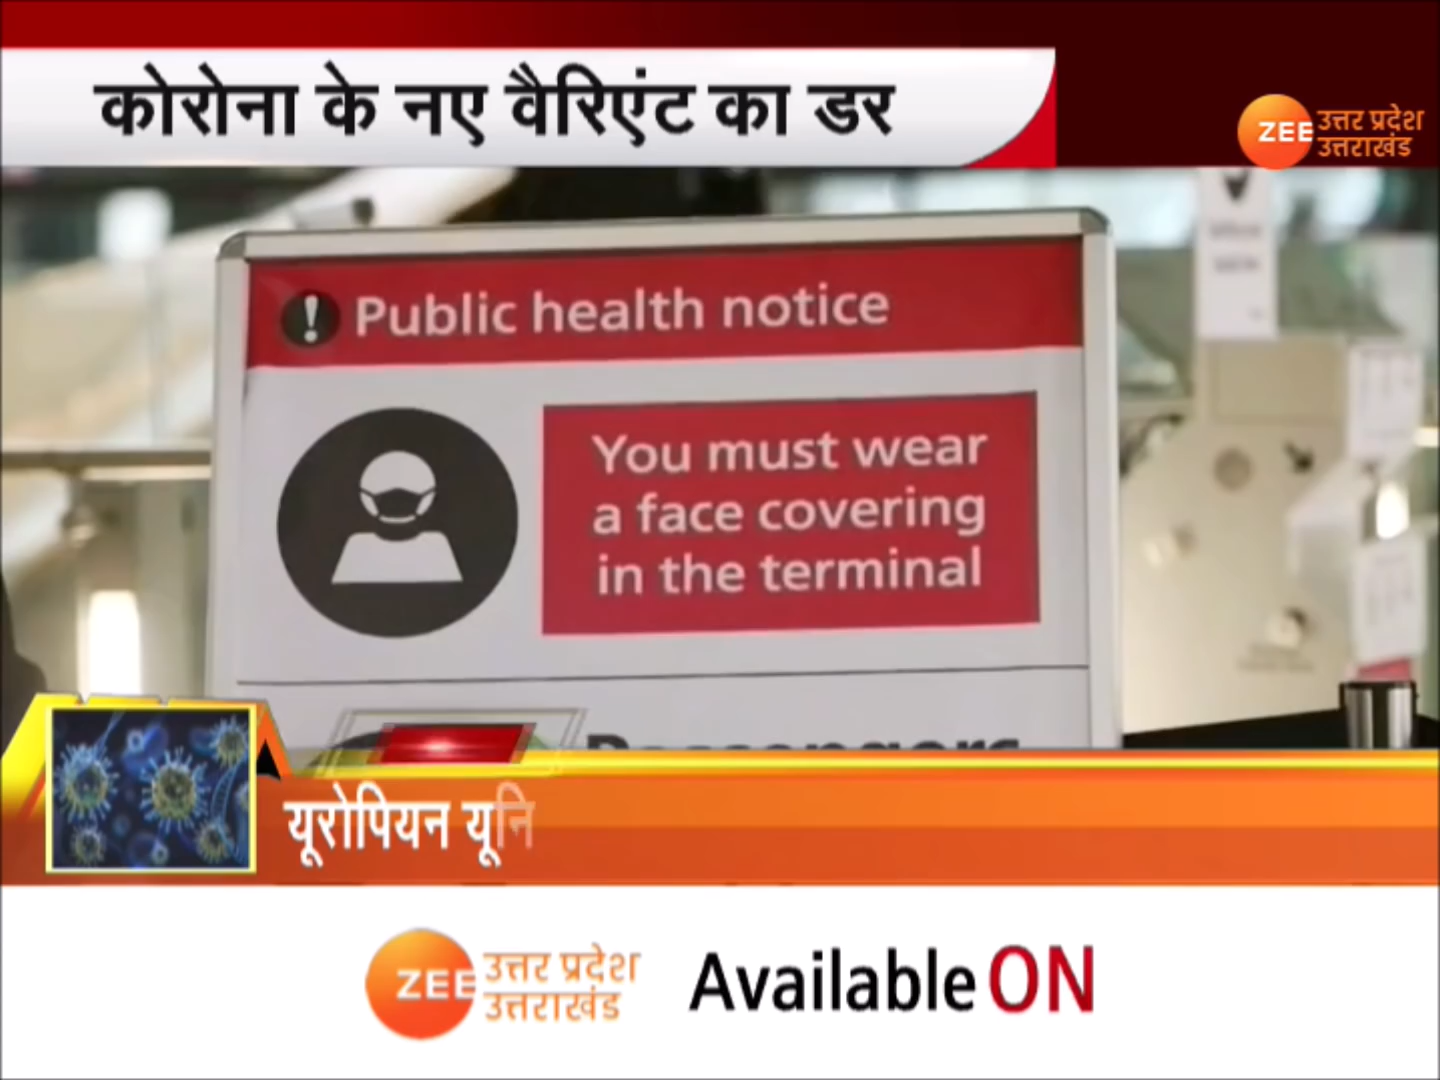 कोरोना के नए वैरिएंट का डर
ZEE उत्तर प्रदेश
उत्तराखंड
! Public health notice
You must wear
a face covering
in the terminal
Passengers
यूरोपियन यूनि
ZEE उत्तर प्रदेश
उत्तराखंड
Available ON